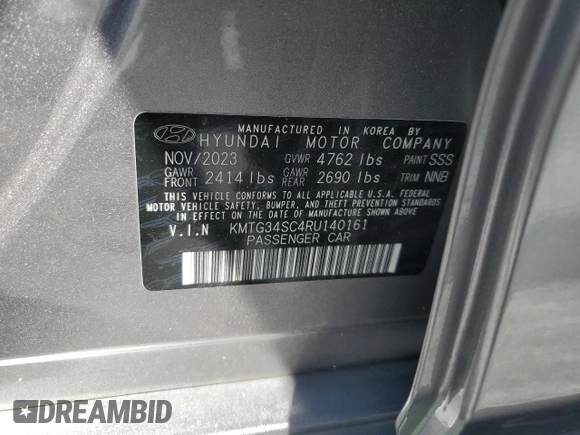 MANUFACTURED IN KOREA BY
HYUNDAI MOTOR COMPANY
NOV/2023 GVWR 4762 lbs PAINT SSS
GAWR FRONT 2414 lbs GAWR REAR 2690 lbs TRIM NNB
THIS VEHICLE CONFORMS TO ALL APPLICABLE U.S.A. FEDERAL
MOTOR VEHICLE SAFETY, BUMPER, AND THEFT PREVENTION STANDARDS
IN EFFECT ON THE DATE OF MANUFACTURE SHOWN ABOVE.
V.I.N KMTG34SC4RU140161
PASSENGER CAR
DREAMBID